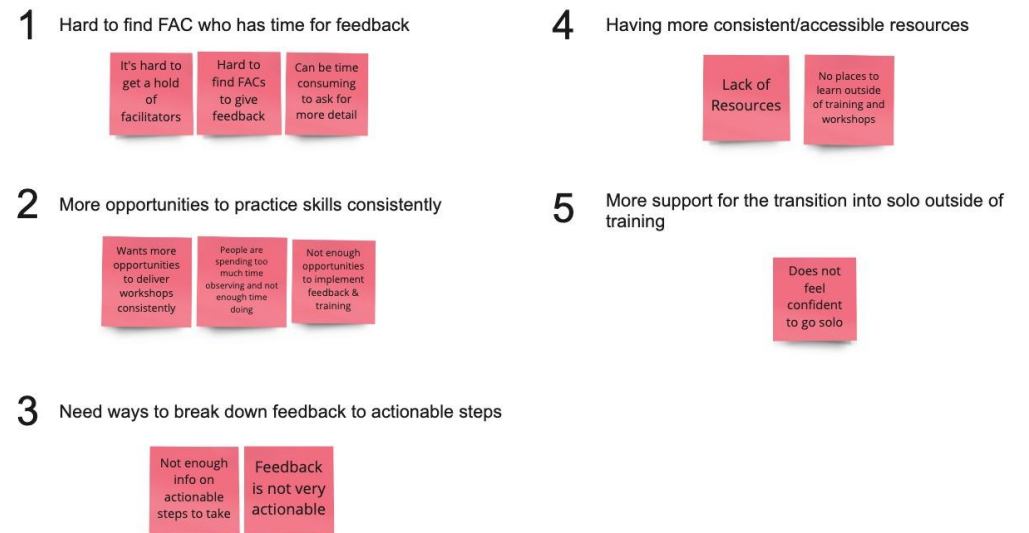 1 Hard to find FAC who has time for feedback
It's hard to
get a hold
of
facilitators
Hard to
find FACs
to give
feedback
Can be time
consuming
to ask for
more detail
2 More opportunities to practice skills consistently
Wants more
opportunities
to deliver
workshops
consistently
People are
spending too
much time
observing and not
enough time
doing
Not enough
opportunities
to implement
feedback &
training
3 Need ways to break down feedback to actionable steps
Not enough
info on
actionable
steps to take
Feedback
is not very
actionable
4 Having more consistent/accessible resources
Lack of
Resources
No places to
learn outside
of training and
workshops
5 More support for the transition into solo outside of
training
Does not
feel
confident
to go solo